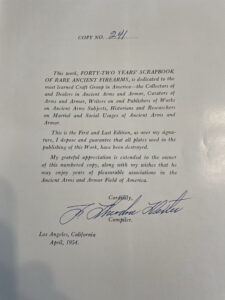 COPY NO. 241
This work, FORTY-TWO YEARS' SCRAPBOOK
OF RARE ANCIENT FIREARMS, is dedicated to the
most learned Craft Group in America—the Collectors of
and Dealers in Ancient Arms and Armor, Curators of
Arms and Armor, Writers on and Publishers of Works
on Ancient Arms Subjects, Historians and Researchers
on Martial and Social Usages of Ancient Arms and
Armor.
This is the First and Last Edition, as over my signa-
ture, I depose and guarantee that all plates used in the
publishing of this Work, have been destroyed.
My grateful appreciation is extended to the owner
of this numbered copy, along with my wishes that he
may enjoy years of pleasurable associations in the
Ancient Arms and Armor Field of America.
Cordially,
F. Theodore Dexter
Compiler.
Los Angeles, California
April, 1954.